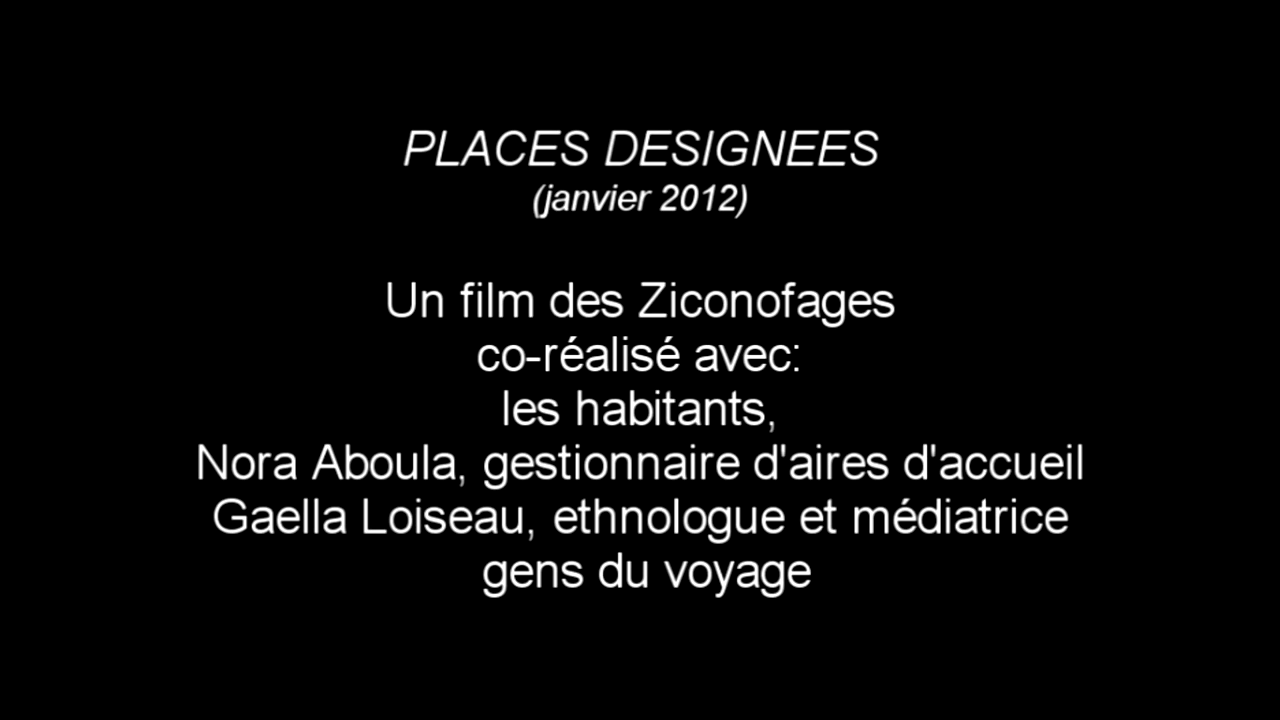 PLACES DESIGNEES
(janvier 2012)
Un film des Ziconofages
co-réalisé avec:
les habitants,
Nora Aboula, gestionnaire d'aires d'accueil
Gaella Loiseau, ethnologue et médiatrice
gens du voyage